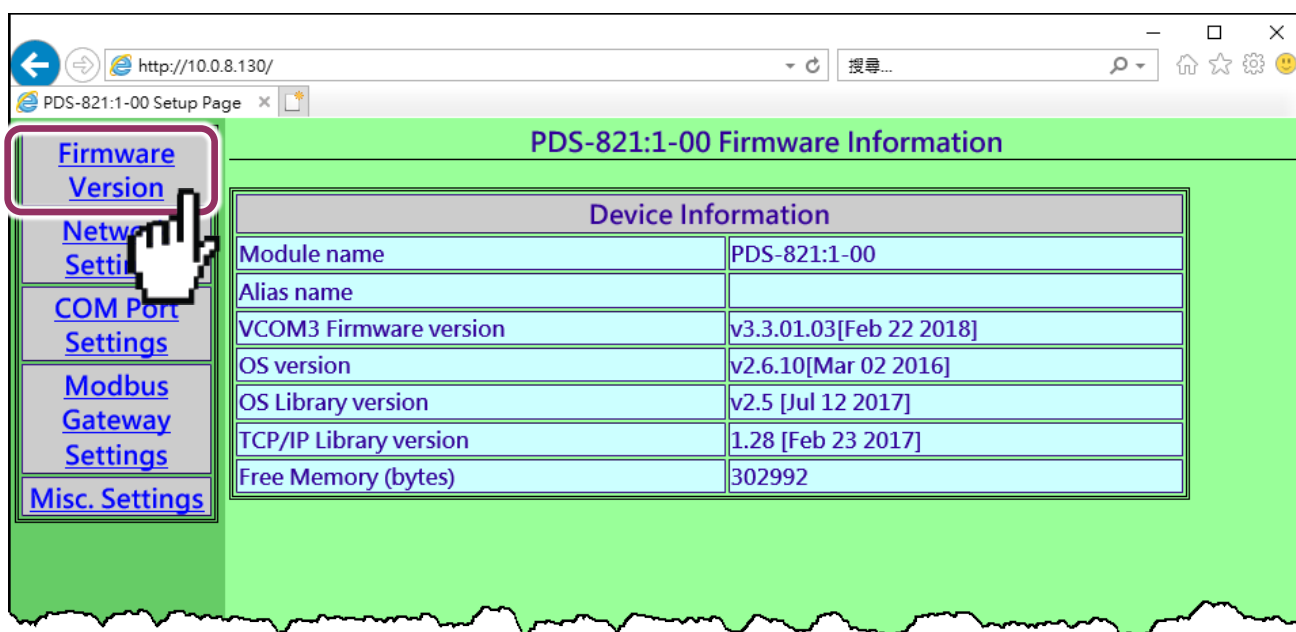 http://10.0.8.130/
搜尋...
PDS-821:1-00 Setup Page
Firmware
Version
Settings
COM Port
Settings
Modbus
Gateway
Settings
Misc. Settings
PDS-821:1-00 Firmware Information
Device Information
Module name PDS-821:1-00
Alias name
VCOM3 Firmware version v3.3.01.03[Feb 22 2018]
OS version v2.6.10[Mar 02 2016]
OS Library version v2.5 [Jul 12 2017]
TCP/IP Library version 1.28 [Feb 23 2017]
Free Memory (bytes) 302992